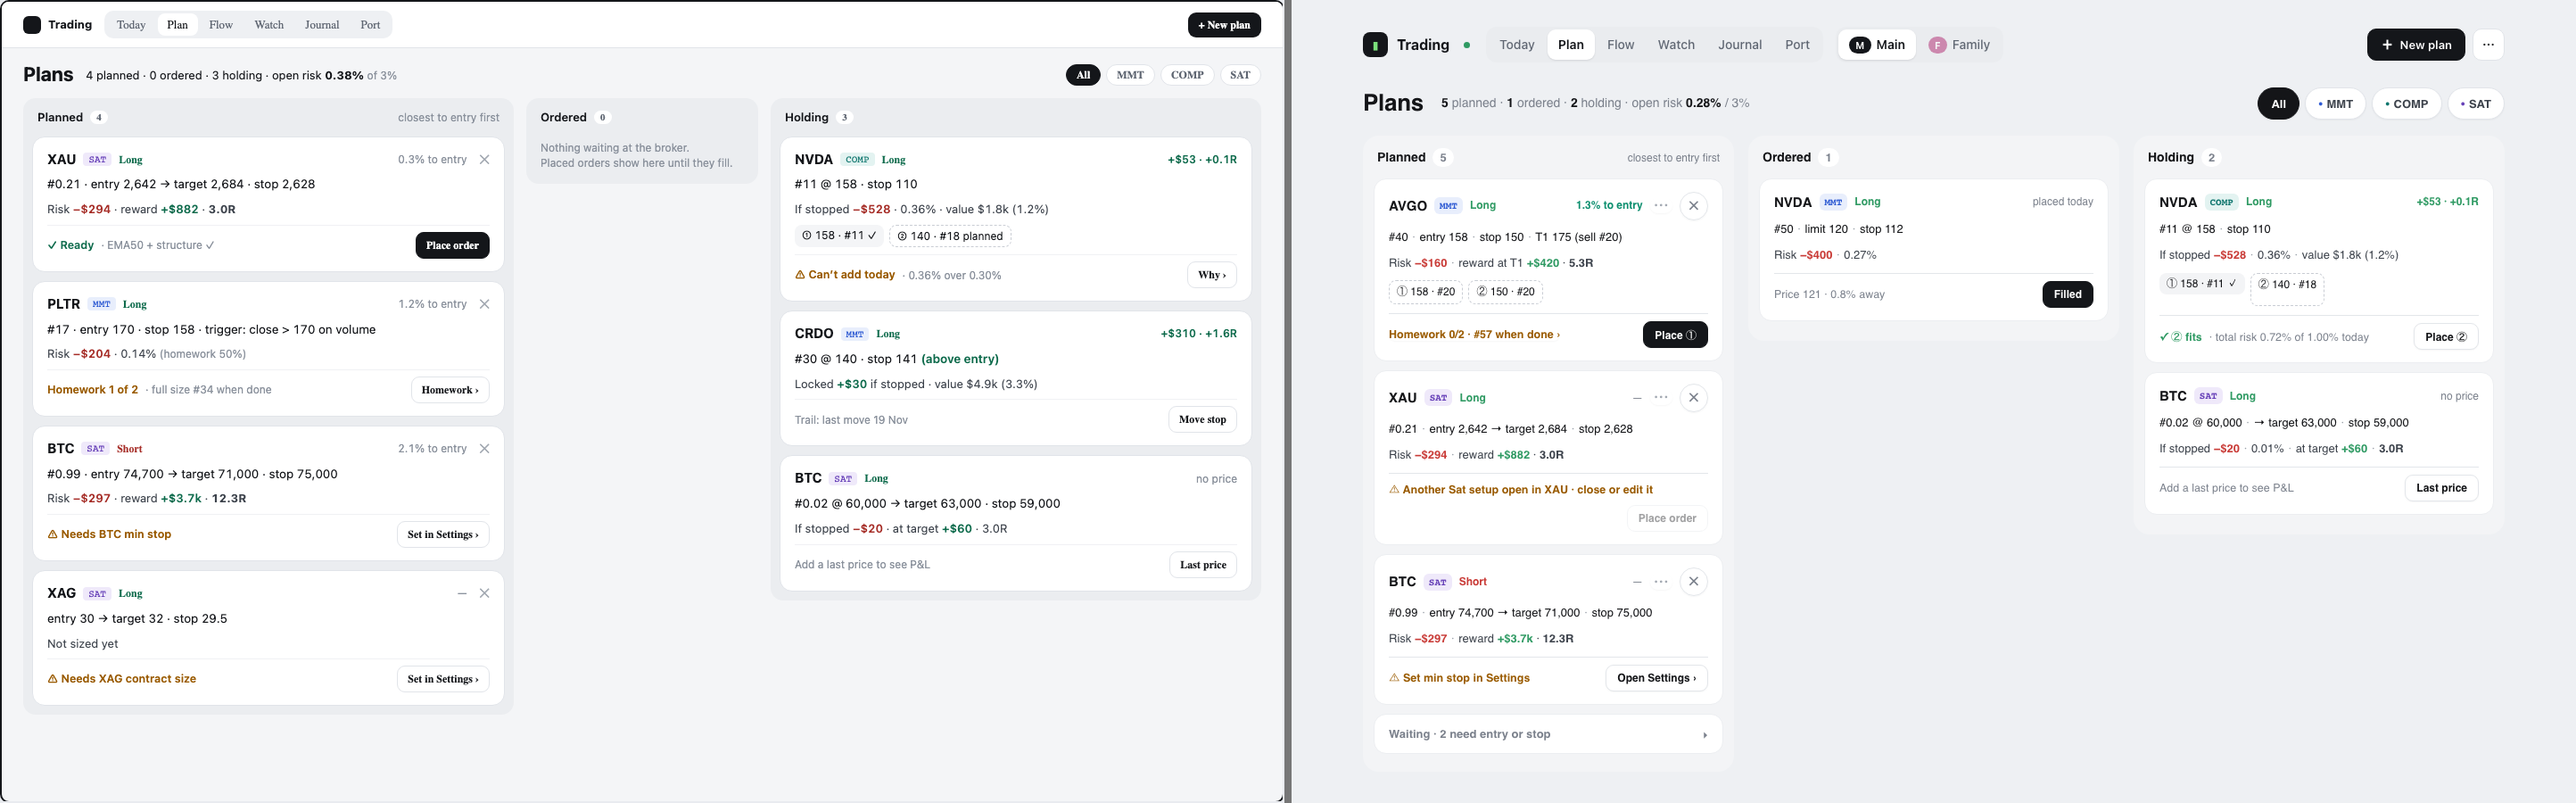 Trading Today Plan Flow Watch Journal Port + New plan
Plans 4 planned · 0 ordered · 3 holding · open risk 0.38% of 3% All MMT COMP SAT
Planned 4 closest to entry first
XAU SAT Long 0.3% to entry ×
#0.21 · entry 2,642 → target 2,684 · stop 2,628
Risk −$294 · reward +$882 · 3.0R
✓ Ready · EMA50 + structure ✓ Place order
PLTR MMT Long 1.2% to entry ×
#17 · entry 170 · stop 158 · trigger: close > 170 on volume
Risk −$204 · 0.14% (homework 50%)
Homework 1 of 2 · full size #34 when done Homework ›
BTC SAT Short 2.1% to entry ×
#0.99 · entry 74,700 → target 71,000 · stop 75,000
Risk −$297 · reward +$3.7k · 12.3R
⚠ Needs BTC min stop Set in Settings ›
XAG SAT Long – ×
entry 30 → target 32 · stop 29.5
Not sized yet
⚠ Needs XAG contract size Set in Settings ›
Ordered 0
Nothing waiting at the broker.
Placed orders show here until they fill.
Holding 3
NVDA COMP Long +$53 · +0.1R
#11 @ 158 · stop 110
If stopped −$528 · 0.36% · value $1.8k (1.2%)
① 158 · #11 ✓ ② 140 · #18 planned
⚠ Can't add today · 0.36% over 0.30% Why ›
CRDO MMT Long +$310 · +1.6R
#30 @ 140 · stop 141 (above entry)
Locked +$30 if stopped · value $4.9k (3.3%)
Trail: last move 19 Nov Move stop
BTC SAT Long no price
#0.02 @ 60,000 → target 63,000 · stop 59,000
If stopped −$20 · at target +$60 · 3.0R
Add a last price to see P&L Last price
Trading Today Plan Flow Watch Journal Port M Main F Family + New plan ···
Plans 5 planned · 1 ordered · 2 holding · open risk 0.28% / 3% All • MMT • COMP • SAT
Planned 5 closest to entry first
AVGO MMT Long 1.3% to entry ··· ×
#40 · entry 158 · stop 150 · T1 175 (sell #20)
Risk −$160 · reward at T1 +$420 · 5.3R
① 158 · #20 ② 150 · #20
Homework 0/2 · #57 when done › Place ①
XAU SAT Long – ··· ×
#0.21 · entry 2,642 → target 2,684 · stop 2,628
Risk −$294 · reward +$882 · 3.0R
⚠ Another Sat setup open in XAU · close or edit it
Place order
BTC SAT Short – ··· ×
#0.99 · entry 74,700 → target 71,000 · stop 75,000
Risk −$297 · reward +$3.7k · 12.3R
⚠ Set min stop in Settings Open Settings ›
Waiting · 2 need entry or stop ›
Ordered 1
NVDA MMT Long placed today
#50 · limit 120 · stop 112
Risk −$400 · 0.27%
Price 121 · 0.8% away Filled
Holding 2
NVDA COMP Long +$53 · +0.1R
#11 @ 158 · stop 110
If stopped −$528 · 0.36% · value $1.8k (1.2%)
① 158 · #11 ✓ ② 140 · #18
✓ ② fits · total risk 0.72% of 1.00% today Place ②
BTC SAT Long no price
#0.02 @ 60,000 · → target 63,000 · stop 59,000
If stopped −$20 · 0.01% · at target +$60 · 3.0R
Add a last price to see P&L Last price